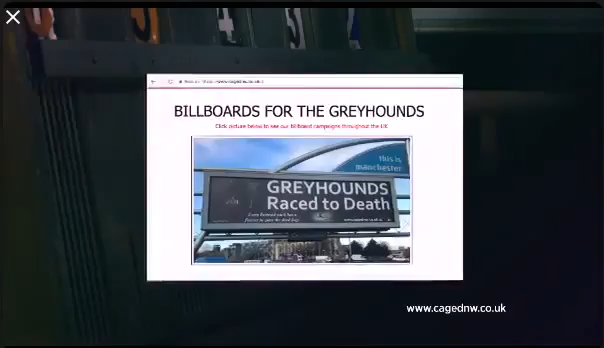 BILLBOARDS FOR THE GREYHOUNDS
Click picture below to see our billboard campaigns throughout the UK
this is
manchester
GREYHOUNDS
Raced to Death
www.cagednw.co.uk